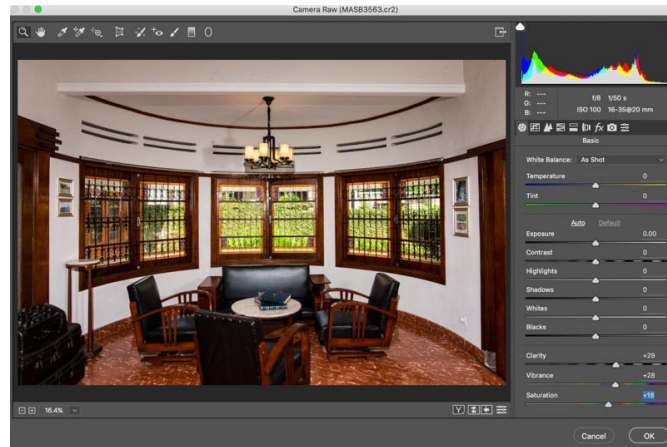 Camera Raw (MASB3563.cr2)
R: ---
G: ---
B: ---
f/8 1/50 s
ISO 100 16-35@20 mm
fx
Basic
White Balance: As Shot
Temperature 0
Tint 0
Auto Default
Exposure 0.00
Contrast 0
Highlights 0
Shadows 0
Whites 0
Blacks 0
Clarity +29
Vibrance +28
Saturation +18
16.4%
Y
Cancel OK